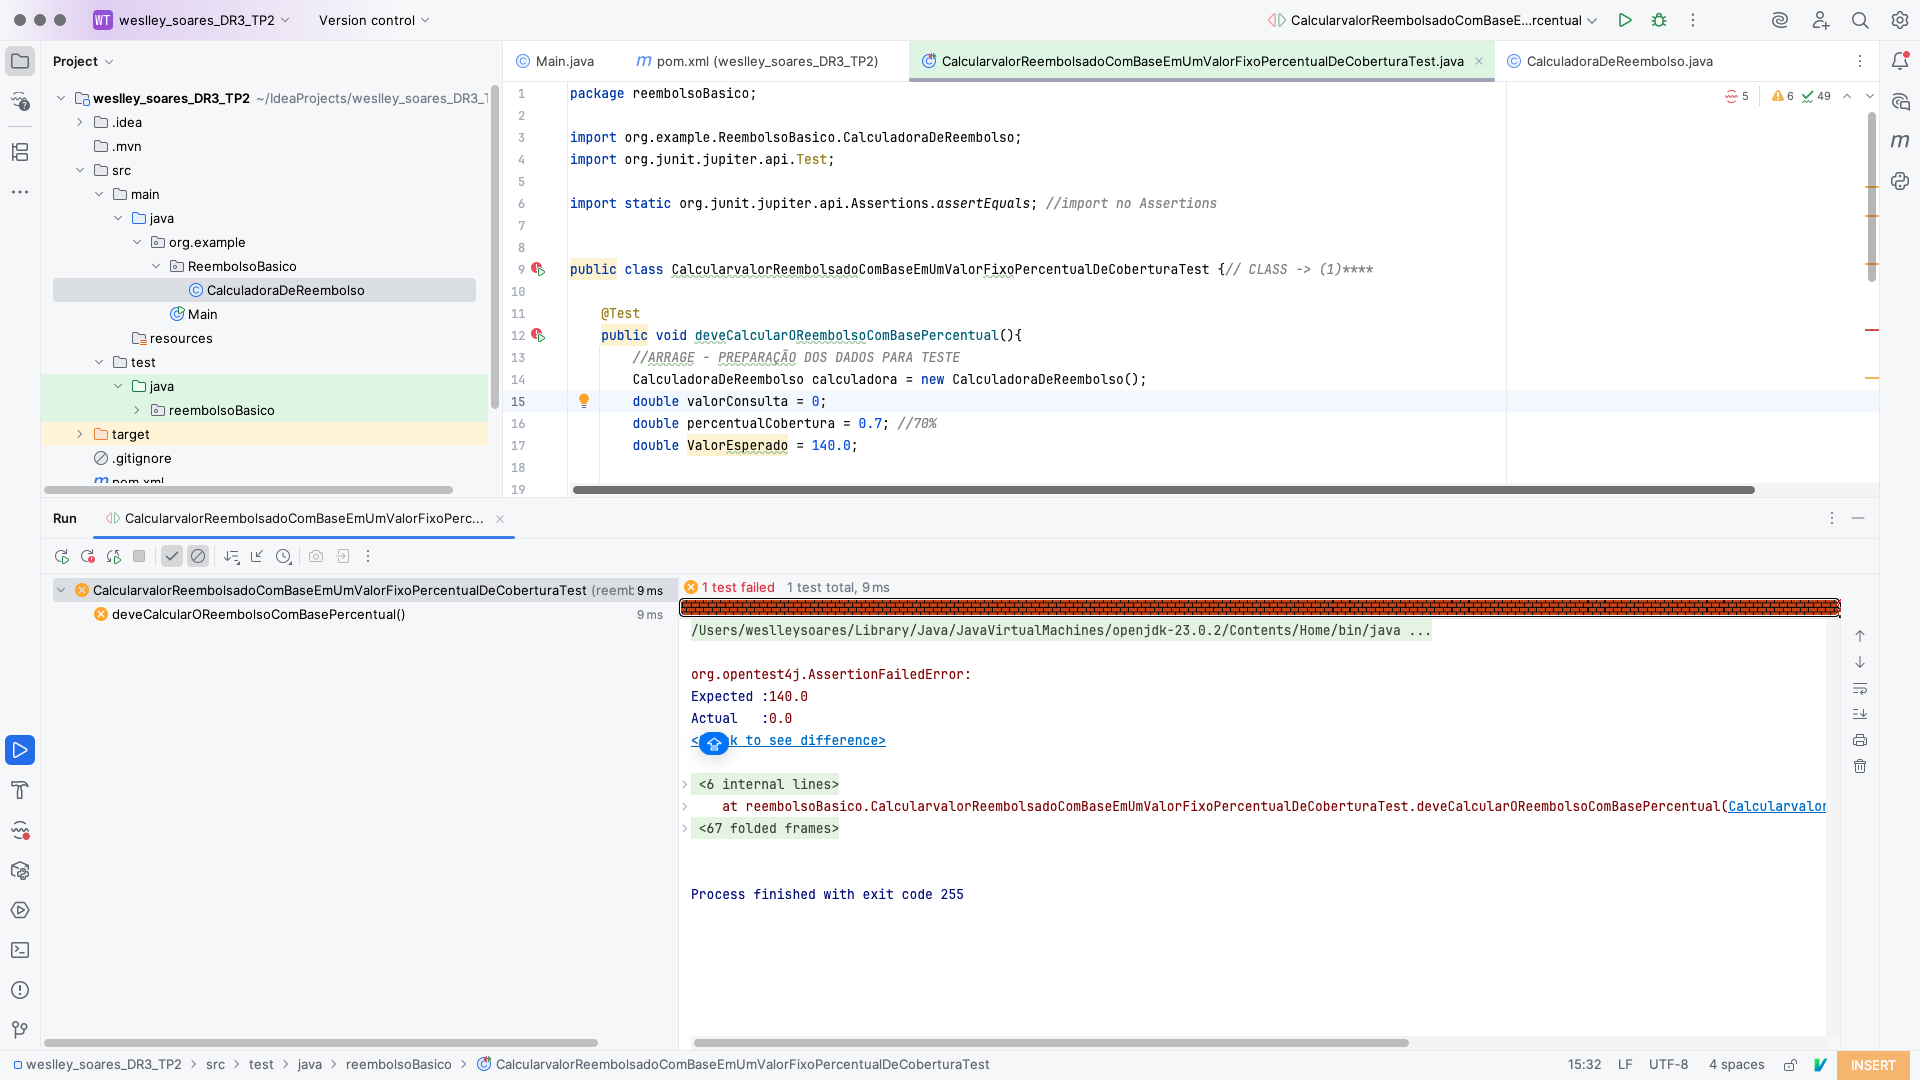 WT weslley_soares_DR3_TP2 Version control CalcularvalorReembolsadoComBaseE...rcentual
Project
weslley_soares_DR3_TP2 ~/IdeaProjects/weslley_soares_DR3_T
.idea
.mvn
src
main
java
org.example
ReembolsoBasico
CalculadoraDeReembolso
Main
resources
test
java
reembolsoBasico
target
.gitignore
pom.xml
Main.java pom.xml (weslley_soares_DR3_TP2) CalcularvalorReembolsadoComBaseEmUmValorFixoPercentualDeCoberturaTest.java CalculadoraDeReembolso.java
5 6 49
1 package reembolsoBasico;
2
3 import org.example.ReembolsoBasico.CalculadoraDeReembolso;
4 import org.junit.jupiter.api.Test;
5
6 import static org.junit.jupiter.api.Assertions.assertEquals; //import no Assertions
7
8
9 public class CalcularvalorReembolsadoComBaseEmUmValorFixoPercentualDeCoberturaTest {// CLASS -> (1)****
10
11 @Test
12 public void deveCalcularOReembolsoComBasePercentual(){
13 //ARRAGE - PREPARAÇÃO DOS DADOS PARA TESTE
14 CalculadoraDeReembolso calculadora = new CalculadoraDeReembolso();
15 double valorConsulta = 0;
16 double percentualCobertura = 0.7; //70%
17 double ValorEsperado = 140.0;
18
19
Run CalcularvalorReembolsadoComBaseEmUmValorFixoPerc...
CalcularvalorReembolsadoComBaseEmUmValorFixoPercentualDeCoberturaTest (reemb 9 ms
deveCalcularOReembolsoComBasePercentual() 9 ms
1 test failed 1 test total, 9 ms
/Users/weslleysoares/Library/Java/JavaVirtualMachines/openjdk-23.0.2/Contents/Home/bin/java ...
org.opentest4j.AssertionFailedError:
Expected :140.0
Actual :0.0
<k to see difference>
<6 internal lines>
at reembolsoBasico.CalcularvalorReembolsadoComBaseEmUmValorFixoPercentualDeCoberturaTest.deveCalcularOReembolsoComBasePercentual(Calcularvalor
<67 folded frames>
Process finished with exit code 255
weslley_soares_DR3_TP2 > src > test > java > reembolsoBasico > CalcularvalorReembolsadoComBaseEmUmValorFixoPercentualDeCoberturaTest 15:32 LF UTF-8 4 spaces INSERT